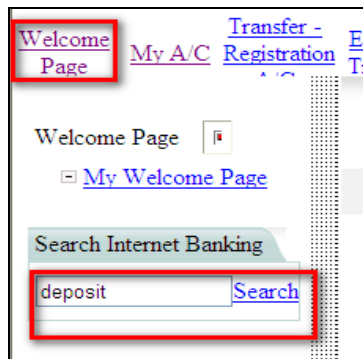 Welcome Page
My A/C
Transfer - Registration
Welcome Page
My Welcome Page
Search Internet Banking
deposit Search